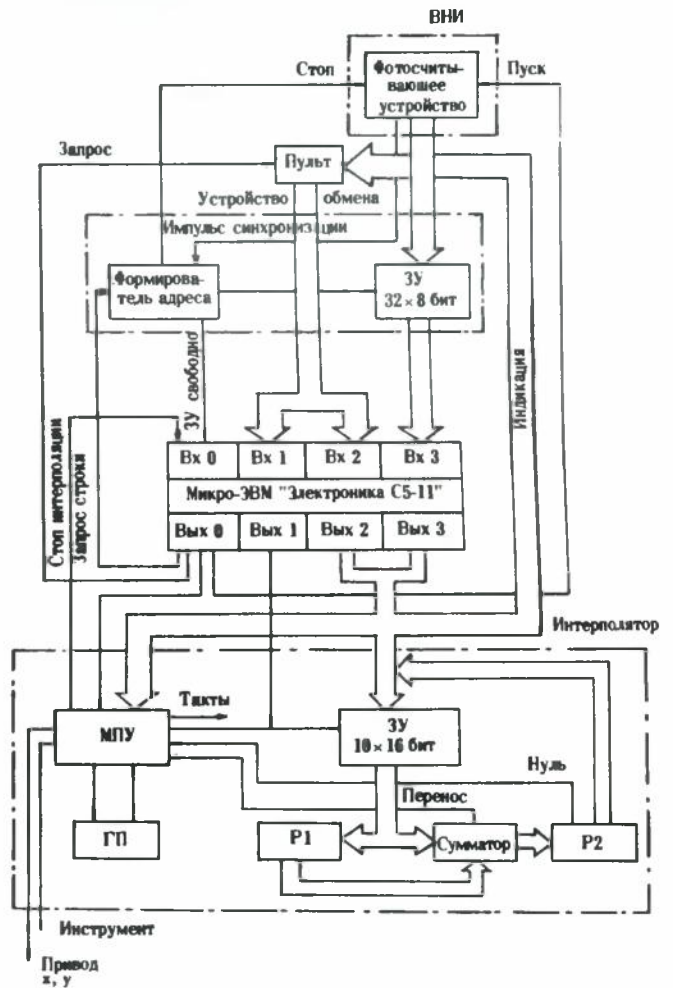 ВНИ
Стоп
Фотосчиты-
вающее
устройство
Пуск
Запрос
Пульт
Устройство обмена
Импульс синхронизации
Формирова-
тель адреса
ЗУ
32×8 бит
ЗУ свободно
Индикация
Стоп интерполяции
Запрос строки
Вх 0
Вх 1
Вх 2
Вх 3
Микро-ЭВМ "Электроника С5-11"
Вых 0
Вых 1
Вых 2
Вых 3
Интерполятор
Такты
МПУ
ЗУ
10×16 бит
Нуль
Перенос
ГП
Р1
Сумматор
Р2
Инструмент
Привод
x, y